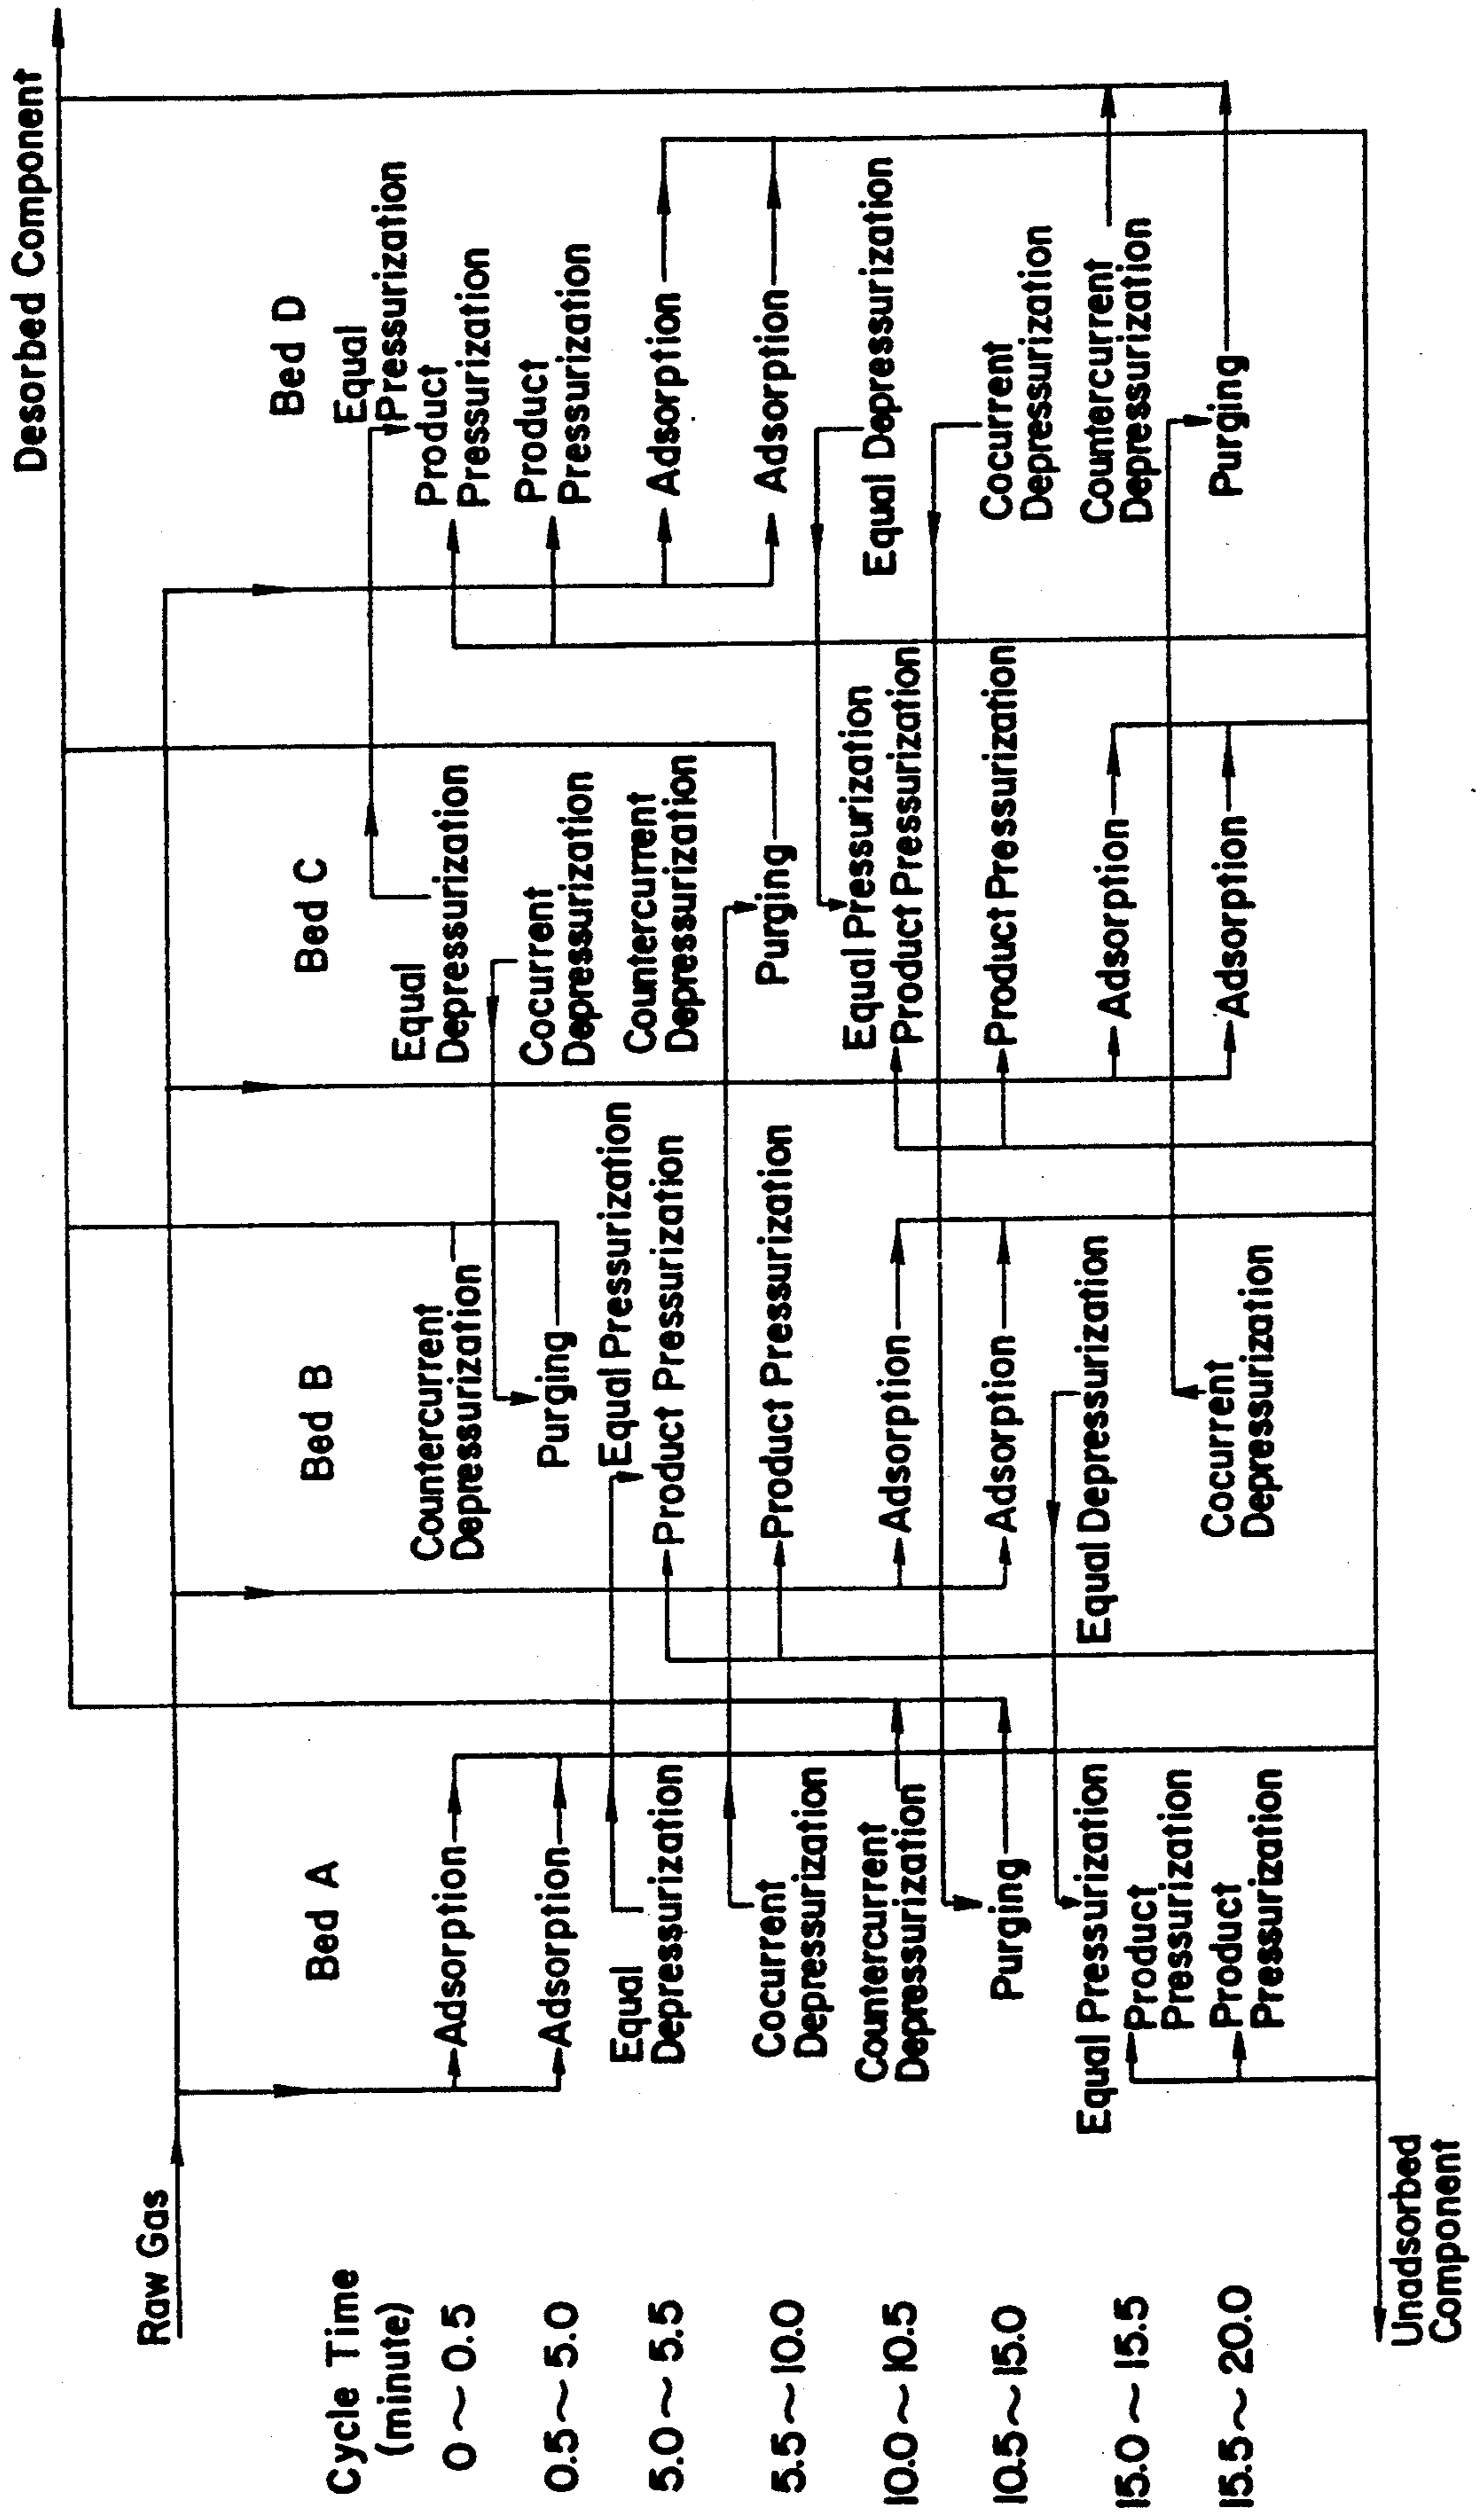 Desorbed Component
Raw Gas
Cycle Time
(minute)
Bed A
Bed B
Bed C
Bed D
0 ~ 0.5
Adsorption
Countercurrent
Depressurization
Equal
Depressurization
Equal
Pressurization
Product
Pressurization
0.5 ~ 5.0
Adsorption
Purging
Cocurrent
Depressurization
Product
Pressurization
5.0 ~ 5.5
Equal
Depressurization
Equal Pressurization
Product Pressurization
Countercurrent
Depressurization
Adsorption
5.5 ~ 10.0
Cocurrent
Depressurization
Product Pressurization
Purging
Adsorption
10.0 ~ 10.5
Countercurrent
Depressurization
Adsorption
Equal Pressurization
Product Pressurization
Equal Depressurization
10.5 ~ 15.0
Purging
Adsorption
Product Pressurization
Cocurrent
Depressurization
15.0 ~ 15.5
Equal Pressurization
Product
Pressurization
Equal Depressurization
Adsorption
Countercurrent
Depressurization
15.5 ~ 20.0
Product
Pressurization
Cocurrent
Depressurization
Adsorption
Purging
Unadsorbed
Component